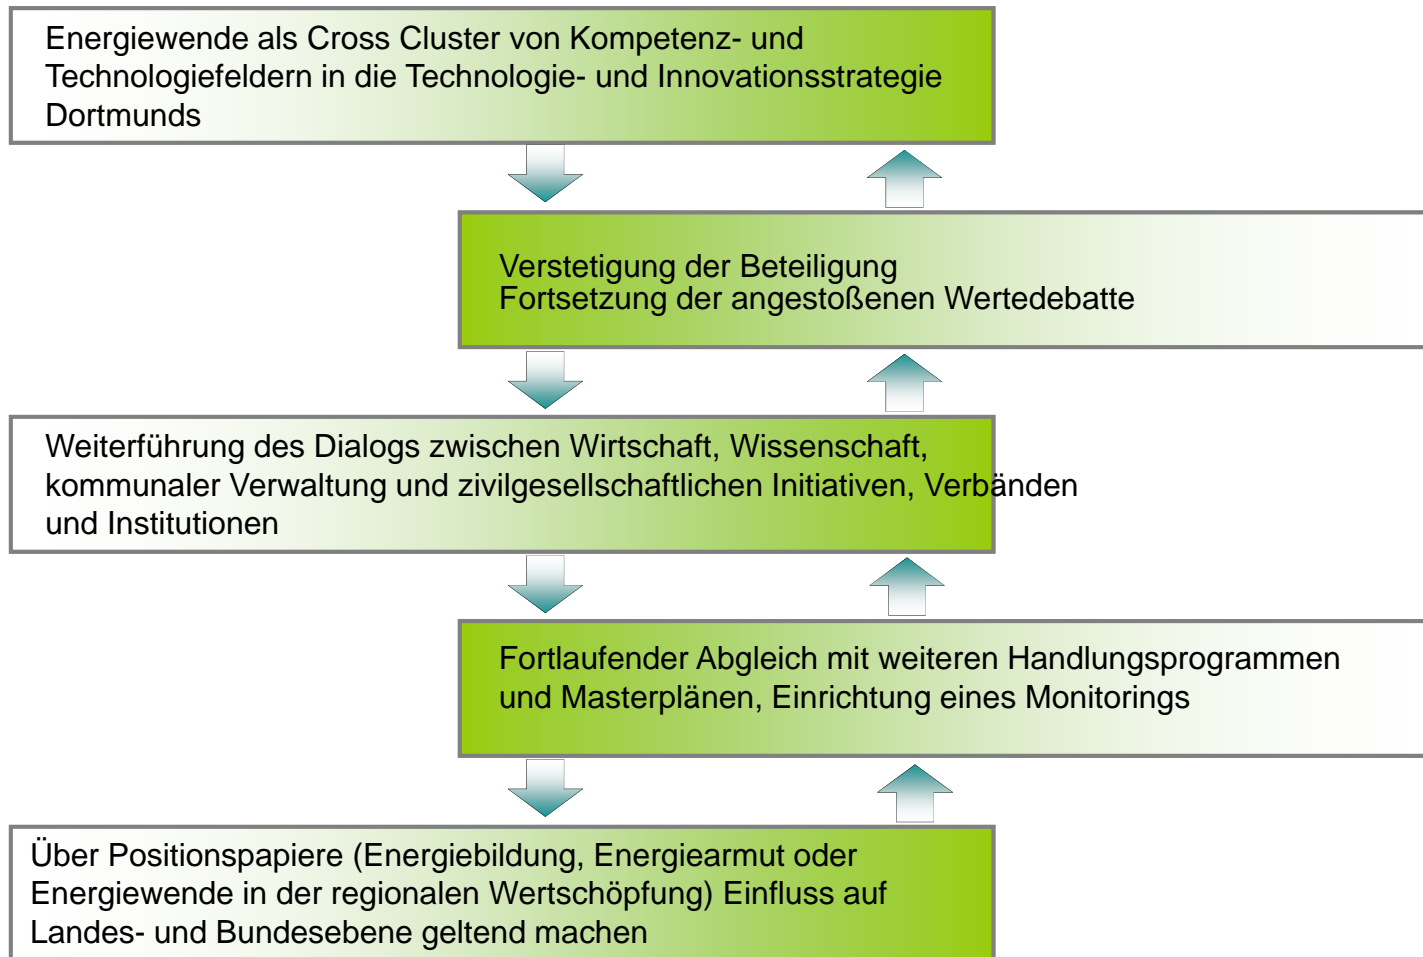 Energiewende als Cross Cluster von Kompetenz- und
Technologiefeldern in die Technologie- und Innovationsstrategie
Dortmunds
Verstetigung der Beteiligung
Fortsetzung der angestoßenen Wertedebatte
Weiterführung des Dialogs zwischen Wirtschaft, Wissenschaft,
kommunaler Verwaltung und zivilgesellschaftlichen Initiativen, Verbänden
und Institutionen
Fortlaufender Abgleich mit weiteren Handlungsprogrammen
und Masterplänen, Einrichtung eines Monitorings
Über Positionspapiere (Energiebildung, Energiearmut oder
Energiewende in der regionalen Wertschöpfung) Einfluss auf
Landes- und Bundesebene geltend machen